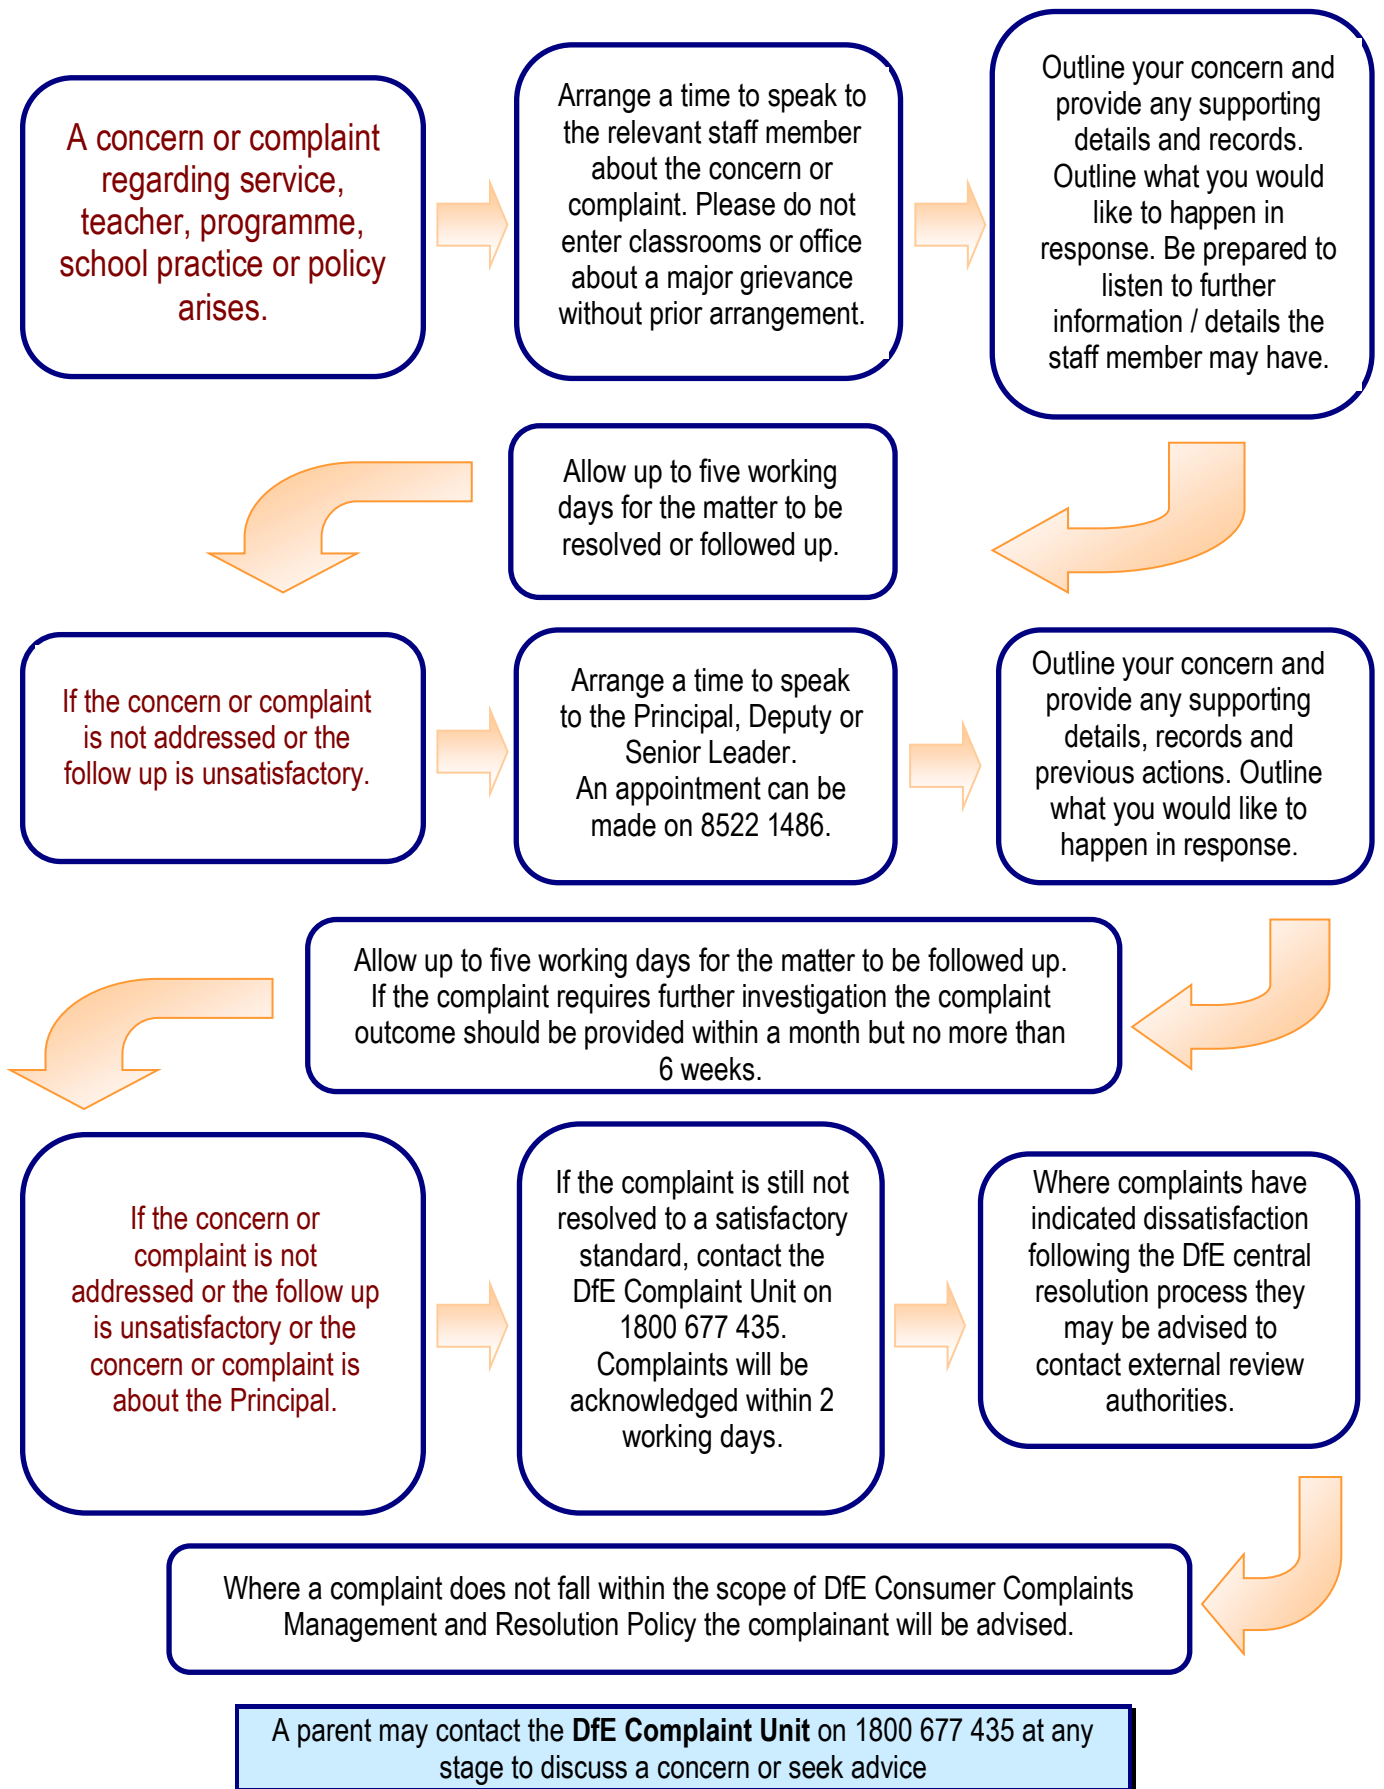 A concern or complaint
regarding service,
teacher, programme,
school practice or policy
arises.
Arrange a time to speak to
the relevant staff member
about the concern or
complaint. Please do not
enter classrooms or office
about a major grievance
without prior arrangement.
Outline your concern and
provide any supporting
details and records.
Outline what you would
like to happen in
response. Be prepared to
listen to further
information / details the
staff member may have.
Allow up to five working
days for the matter to be
resolved or followed up.
If the concern or complaint
is not addressed or the
follow up is unsatisfactory.
Arrange a time to speak
to the Principal, Deputy or
Senior Leader.
An appointment can be
made on 8522 1486.
Outline your concern and
provide any supporting
details, records and
previous actions. Outline
what you would like to
happen in response.
Allow up to five working days for the matter to be followed up.
If the complaint requires further investigation the complaint
outcome should be provided within a month but no more than
6 weeks.
If the concern or
complaint is not
addressed or the follow up
is unsatisfactory or the
concern or complaint is
about the Principal.
If the complaint is still not
resolved to a satisfactory
standard, contact the
DfE Complaint Unit on
1800 677 435.
Complaints will be
acknowledged within 2
working days.
Where complaints have
indicated dissatisfaction
following the DfE central
resolution process they
may be advised to
contact external review
authorities.
Where a complaint does not fall within the scope of DfE Consumer Complaints
Management and Resolution Policy the complainant will be advised.
A parent may contact the DfE Complaint Unit on 1800 677 435 at any
stage to discuss a concern or seek advice